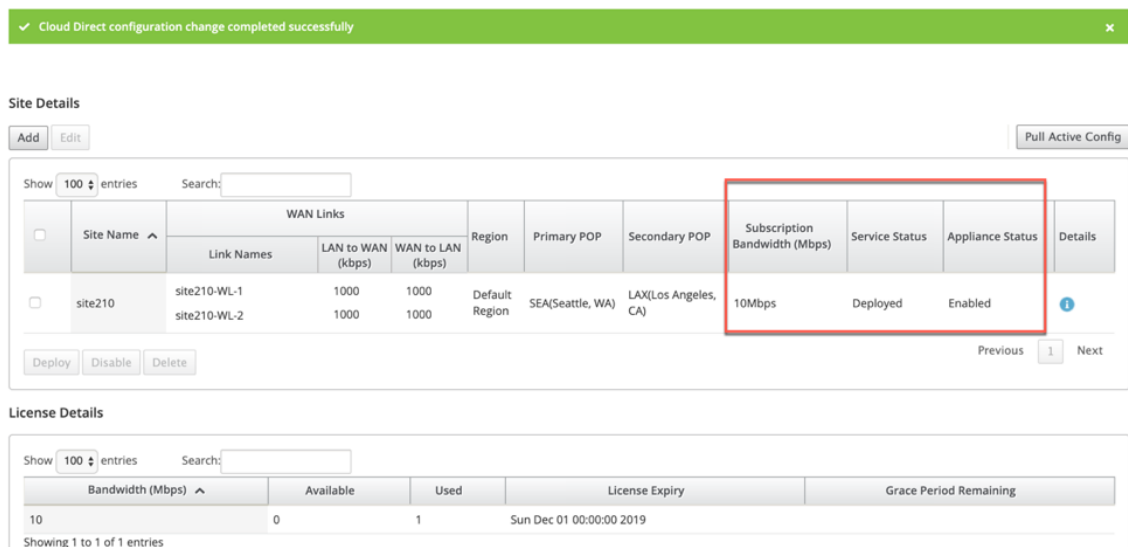 ✓ Cloud Direct configuration change completed successfully ×
Site Details
Add Edit Pull Active Config
Show 100 entries Search:
WAN Links
Site Name Region Primary POP Secondary POP Subscription Bandwidth (Mbps) Service Status Appliance Status Details
Link Names LAN to WAN (kbps) WAN to LAN (kbps)
site210 site210-WL-1 1000 1000 Default Region SEA(Seattle, WA) LAX(Los Angeles, CA) 10Mbps Deployed Enabled i
site210-WL-2 1000 1000
Previous 1 Next
Deploy Disable Delete
License Details
Show 100 entries Search:
Bandwidth (Mbps) Available Used License Expiry Grace Period Remaining
10 0 1 Sun Dec 01 00:00:00 2019
Showing 1 to 1 of 1 entries